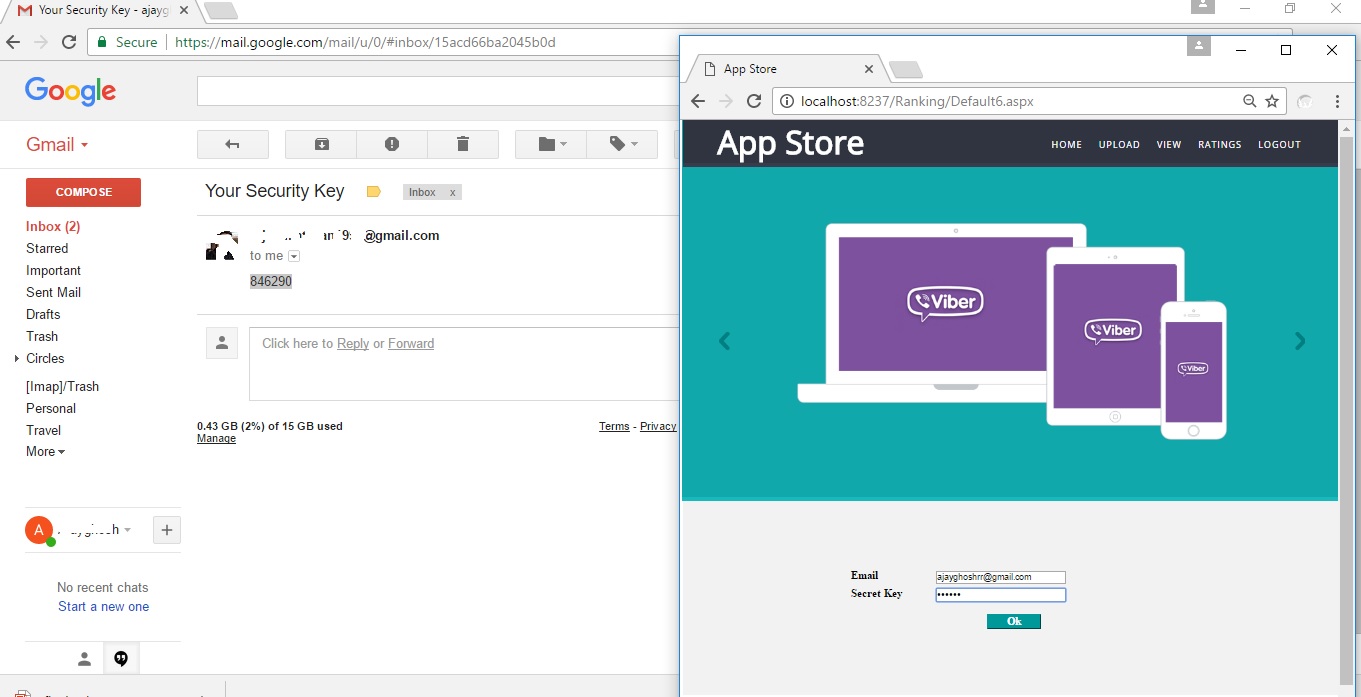 Your Security Key - ajaygh
Secure
https://mail.google.com/mail/u/0/#inbox/15acd66ba2045b0d
Google
Gmail
COMPOSE
Inbox (2)
Starred
Important
Sent Mail
Drafts
Trash
Circles
[Imap]/Trash
Personal
Travel
More
A
No recent chats
Start a new one
Your Security Key
Inbox x
@gmail.com
to me
846290
Click here to Reply or Forward
0.43 GB (2%) of 15 GB used
Manage
Terms - Privacy
App Store
localhost:8237/Ranking/Default6.aspx
App Store
HOME UPLOAD VIEW RATINGS LOGOUT
Viber
Viber
Viber
Email
ajayghoshrr@gmail.com
Secret Key
••••••
Ok